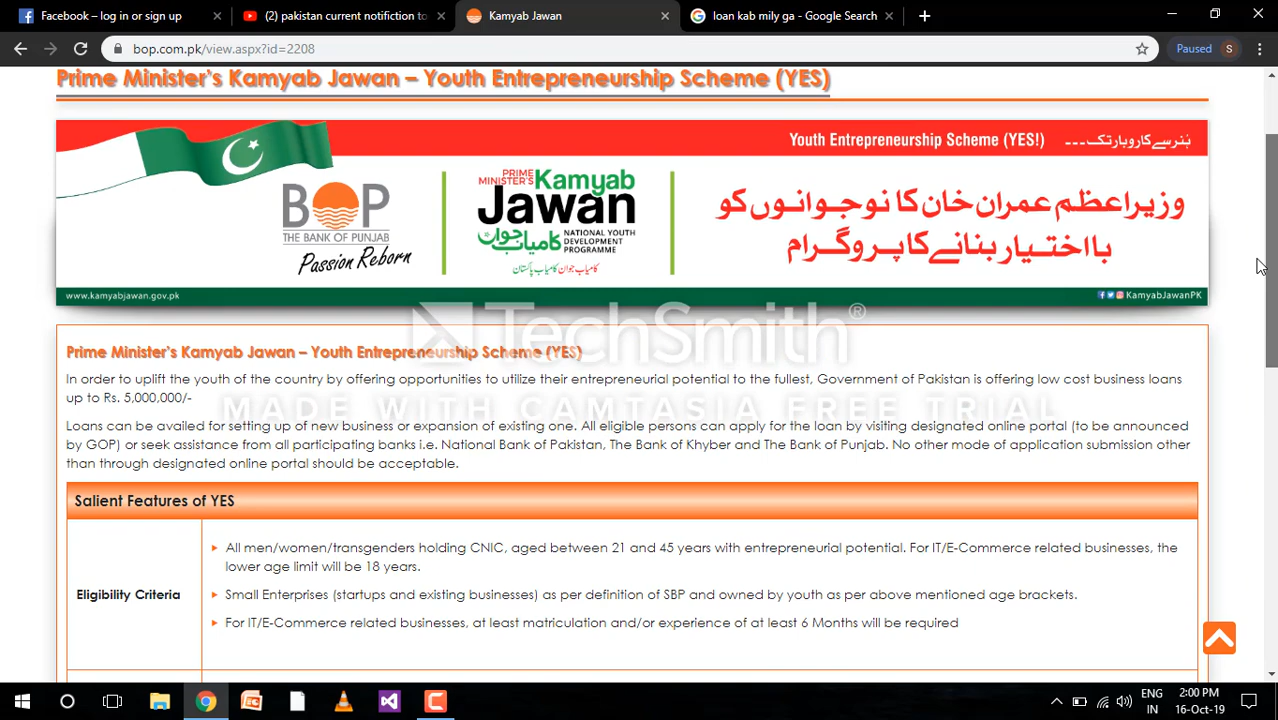 Facebook – log in or sign up
(2) pakistan current notifiction to
Kamyab Jawan
loan kab mily ga - Google Search
bop.com.pk/view.aspx?id=2208
Paused
S
Prime Minister's Kamyab Jawan – Youth Entrepreneurship Scheme (YES)
Youth Entrepreneurship Scheme (YES!)
ہُنر سے کاروبار تک...
BOP
THE BANK OF PUNJAB
Passion Reborn
PRIME MINISTER'S Kamyab
Jawan
کامیاب جوان
NATIONAL YOUTH
DEVELOPMENT
PROGRAMME
کامیاب جوان کامیاب پاکستان
وزیراعظم عمران خان کا نوجوانوں کو
بااختیار بنانے کا پروگرام
www.kamyabjawan.gov.pk
KamyabJawanPK
TechSmith®
MADE WITH CAMTASIA FREE TRIAL
Prime Minister's Kamyab Jawan – Youth Entrepreneurship Scheme (YES)
In order to uplift the youth of the country by offering opportunities to utilize their entrepreneurial potential to the fullest, Government of Pakistan is offering low cost business loans
up to Rs. 5,000,000/-
Loans can be availed for setting up of new business or expansion of existing one. All eligible persons can apply for the loan by visiting designated online portal (to be announced
by GOP) or seek assistance from all participating banks i.e. National Bank of Pakistan, The Bank of Khyber and The Bank of Punjab. No other mode of application submission other
than through designated online portal should be acceptable.
Salient Features of YES
Eligibility Criteria
All men/women/transgenders holding CNIC, aged between 21 and 45 years with entrepreneurial potential. For IT/E-Commerce related businesses, the
lower age limit will be 18 years.
Small Enterprises (startups and existing businesses) as per definition of SBP and owned by youth as per above mentioned age brackets.
For IT/E-Commerce related businesses, at least matriculation and/or experience of at least 6 Months will be required
ENG
IN
2:00 PM
16-Oct-19